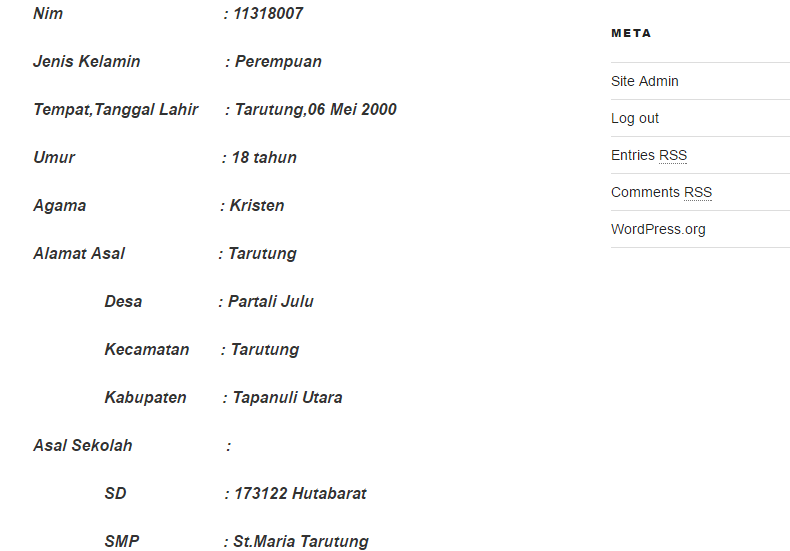 Nim : 11318007
Jenis Kelamin : Perempuan
Tempat,Tanggal Lahir : Tarutung,06 Mei 2000
Umur : 18 tahun
Agama : Kristen
Alamat Asal : Tarutung
Desa : Partali Julu
Kecamatan : Tarutung
Kabupaten : Tapanuli Utara
Asal Sekolah :
SD : 173122 Hutabarat
SMP : St.Maria Tarutung
META
Site Admin
Log out
Entries RSS
Comments RSS
WordPress.org